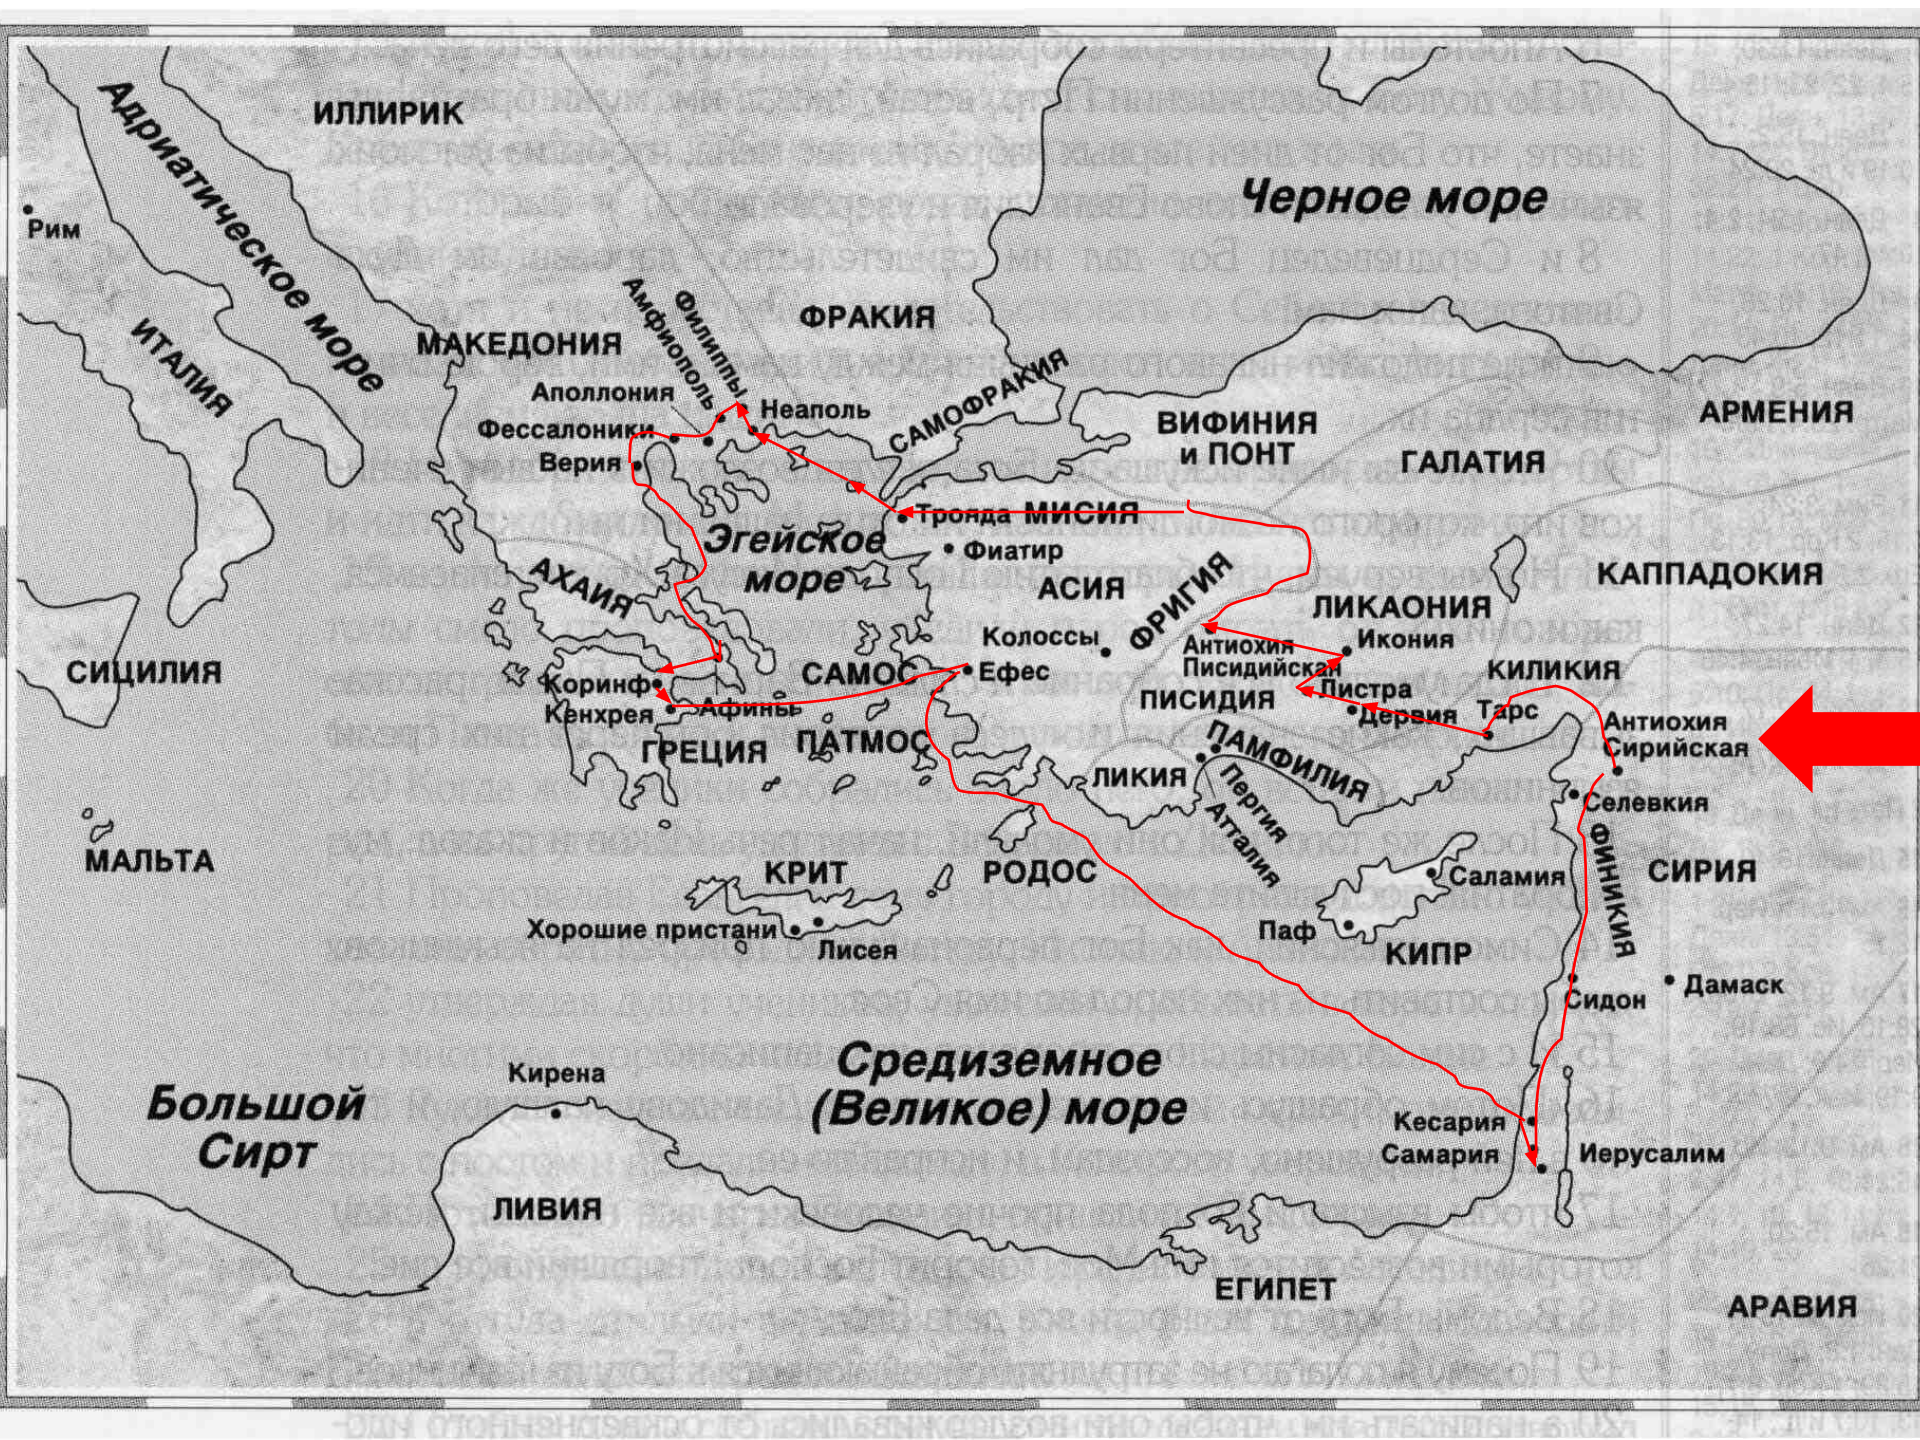 ИЛЛИРИК
Адриатическое море
Рим
ИТАЛИЯ
Черное море
ФРАКИЯ
МАКЕДОНИЯ
Амфиополь
Филиппы
Аполлония
Неаполь
Фессалоники
Верия
САМОФРАКИЯ
ВИФИНИЯ
и ПОНТ
ГАЛАТИЯ
АРМЕНИЯ
Трояда
МИСИЯ
Эгейское
море
Фиатир
АСИЯ
ФРИГИЯ
АХАИЯ
КАППАДОКИЯ
ЛИКАОНИЯ
Икония
Колоссы
Антиохия
Писидийская
СИЦИЛИЯ
САМОС
Ефес
КИЛИКИЯ
Коринф
Кенхрея
Афины
ПИСИДИЯ
Листра
Дервия
Тарс
Антиохия
Сирийская
ГРЕЦИЯ
ПАТМОС
ПАМФИЛИЯ
ЛИКИЯ
Пергия
Атталия
Селевкия
ФИНИКИЯ
МАЛЬТА
КРИТ
РОДОС
Саламия
СИРИЯ
Хорошие пристани
Лисея
Паф
КИПР
Сидон
Дамаск
Средиземное
(Великое) море
Кирена
Большой
Сирт
Кесария
Самария
Иерусалим
ЛИВИЯ
ЕГИПЕТ
АРАВИЯ